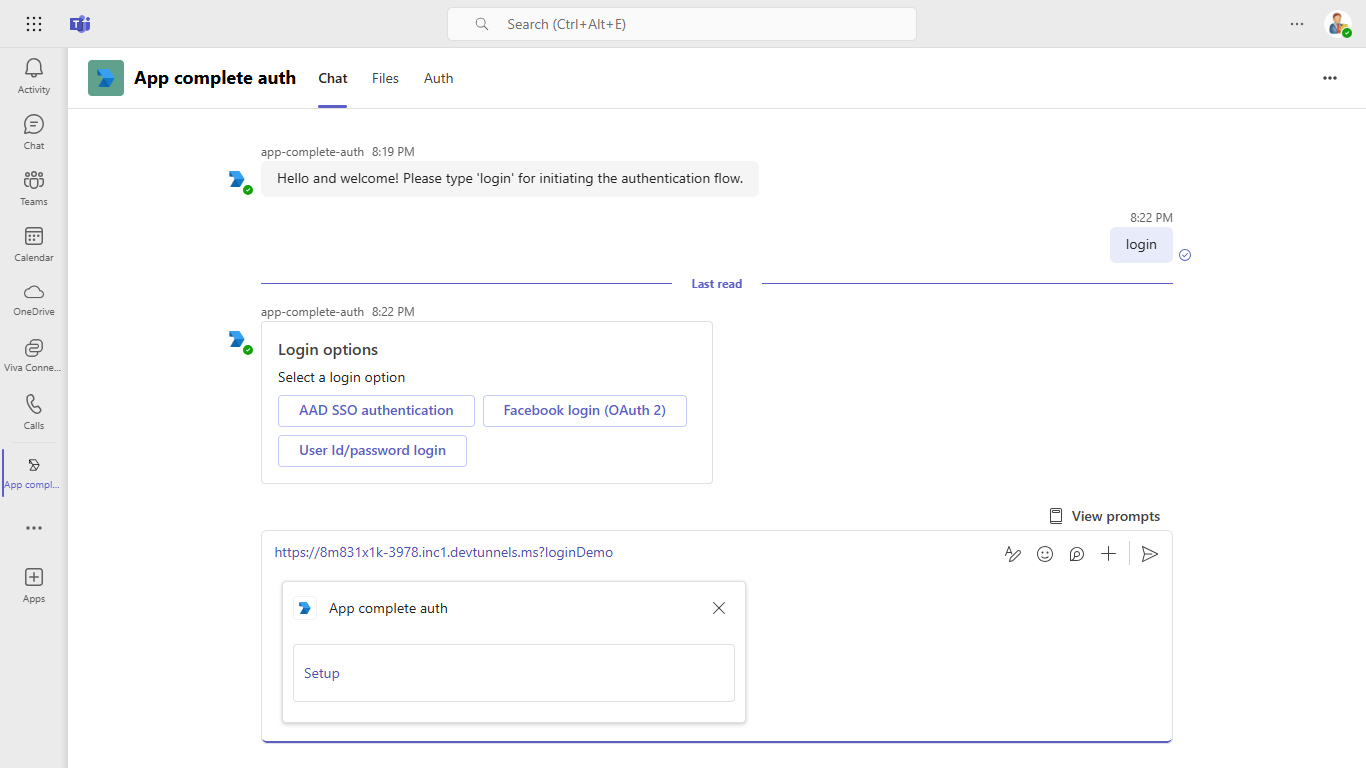 Search (Ctrl+Alt+E)
Activity
Chat
Teams
Calendar
OneDrive
Viva Conne...
Calls
App compl...
Apps
App complete auth
Chat
Files
Auth
app-complete-auth 8:19 PM
Hello and welcome! Please type 'login' for initiating the authentication flow.
8:22 PM
login
Last read
app-complete-auth 8:22 PM
Login options
Select a login option
AAD SSO authentication
Facebook login (OAuth 2)
User Id/password login
View prompts
https://8m831x1k-3978.inc1.devtunnels.ms?loginDemo
App complete auth
Setup